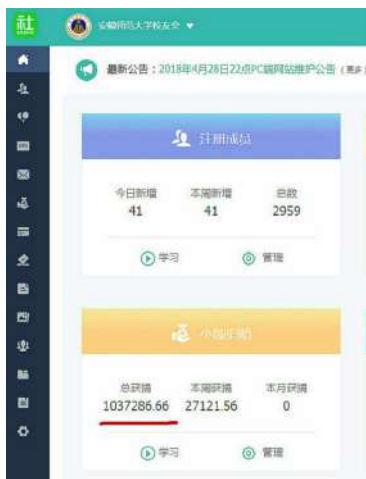 社
安徽师范大学校友会
最新公告：2018年4月28日22点PC端网站维护公告（更多）
注册成员
今日新增 本周新增 总数
41 41 2959
学习 管理
小额捐赠
总获捐 本周获捐 本月获捐
1037286.66 27121.56 0
学习 管理